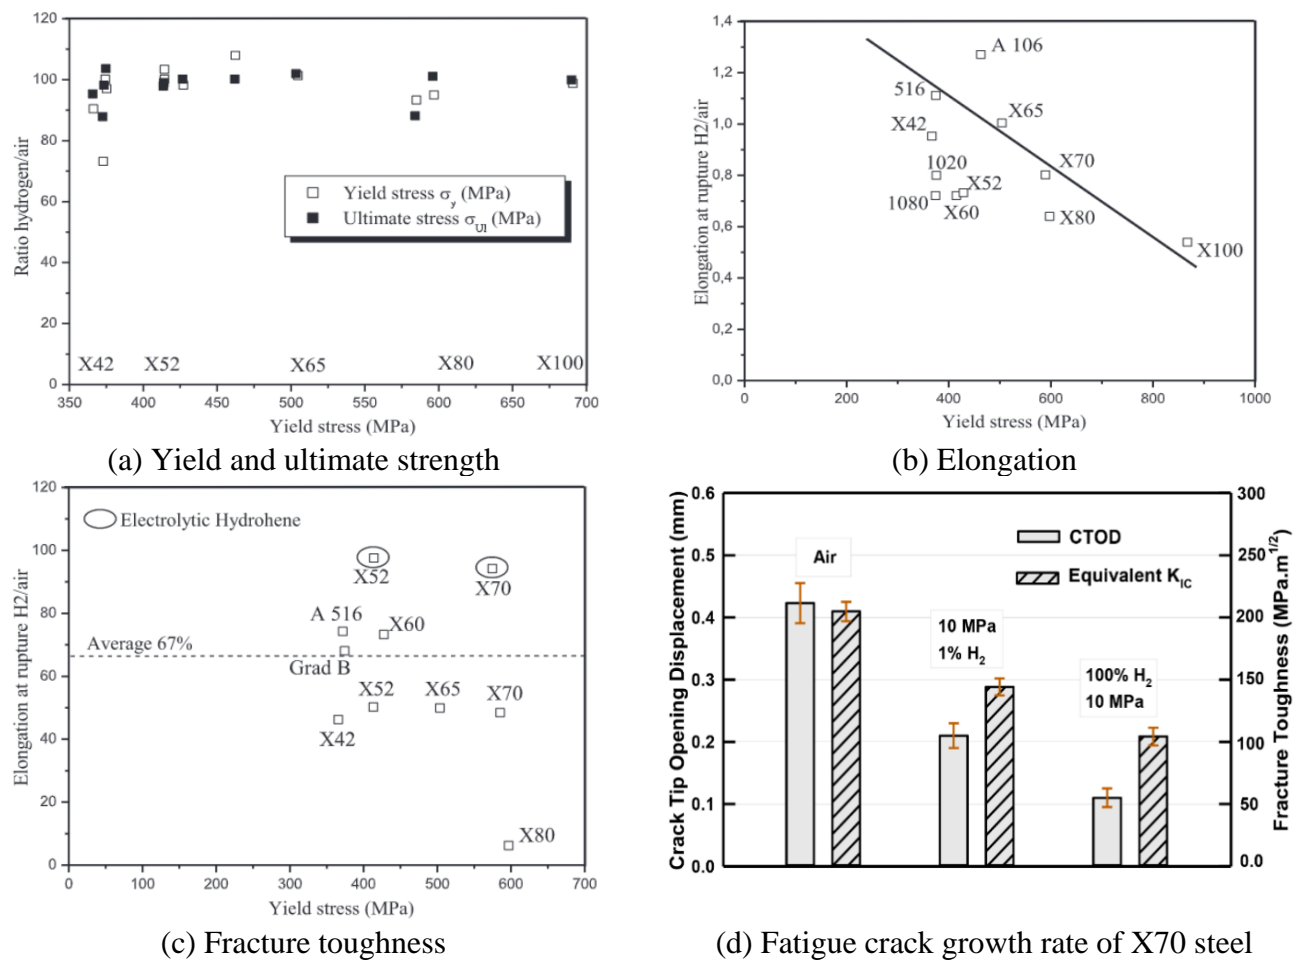 120
100
80
60
40
20
0
Ratio hydrogen/air
Yield stress σy (MPa)
Ultimate stress σUl (MPa)
X42 X52 X65 X80 X100
350 400 450 500 550 600 650 700
Yield stress (MPa)
(a) Yield and ultimate strength
1,4
1,2
1,0
0,8
0,6
0,4
0,2
0,0
Elongation at rupture H2/air
A 106
516
X65
X42
1020
X70
X52
1080
X60
X80
X100
0 200 400 600 800 1000
Yield stress (MPa)
(b) Elongation
120
100
80
60
40
20
0
Elongation at rupture H2/air
Electrolytic Hydrohene
X52
X70
A 516
X60
Average 67%
Grad B
X52
X65
X70
X42
X80
0 100 200 300 400 500 600 700
Yield stress (MPa)
(c) Fracture toughness
0.6
0.5
0.4
0.3
0.2
0.1
0.0
Crack Tip Opening Displacement (mm)
CTOD
Equivalent KIC
Air
10 MPa
1% H2
100% H2
10 MPa
300
250
200
150
100
50
0.0
Fracture Toughness (MPa.m1/2)
(d) Fatigue crack growth rate of X70 steel